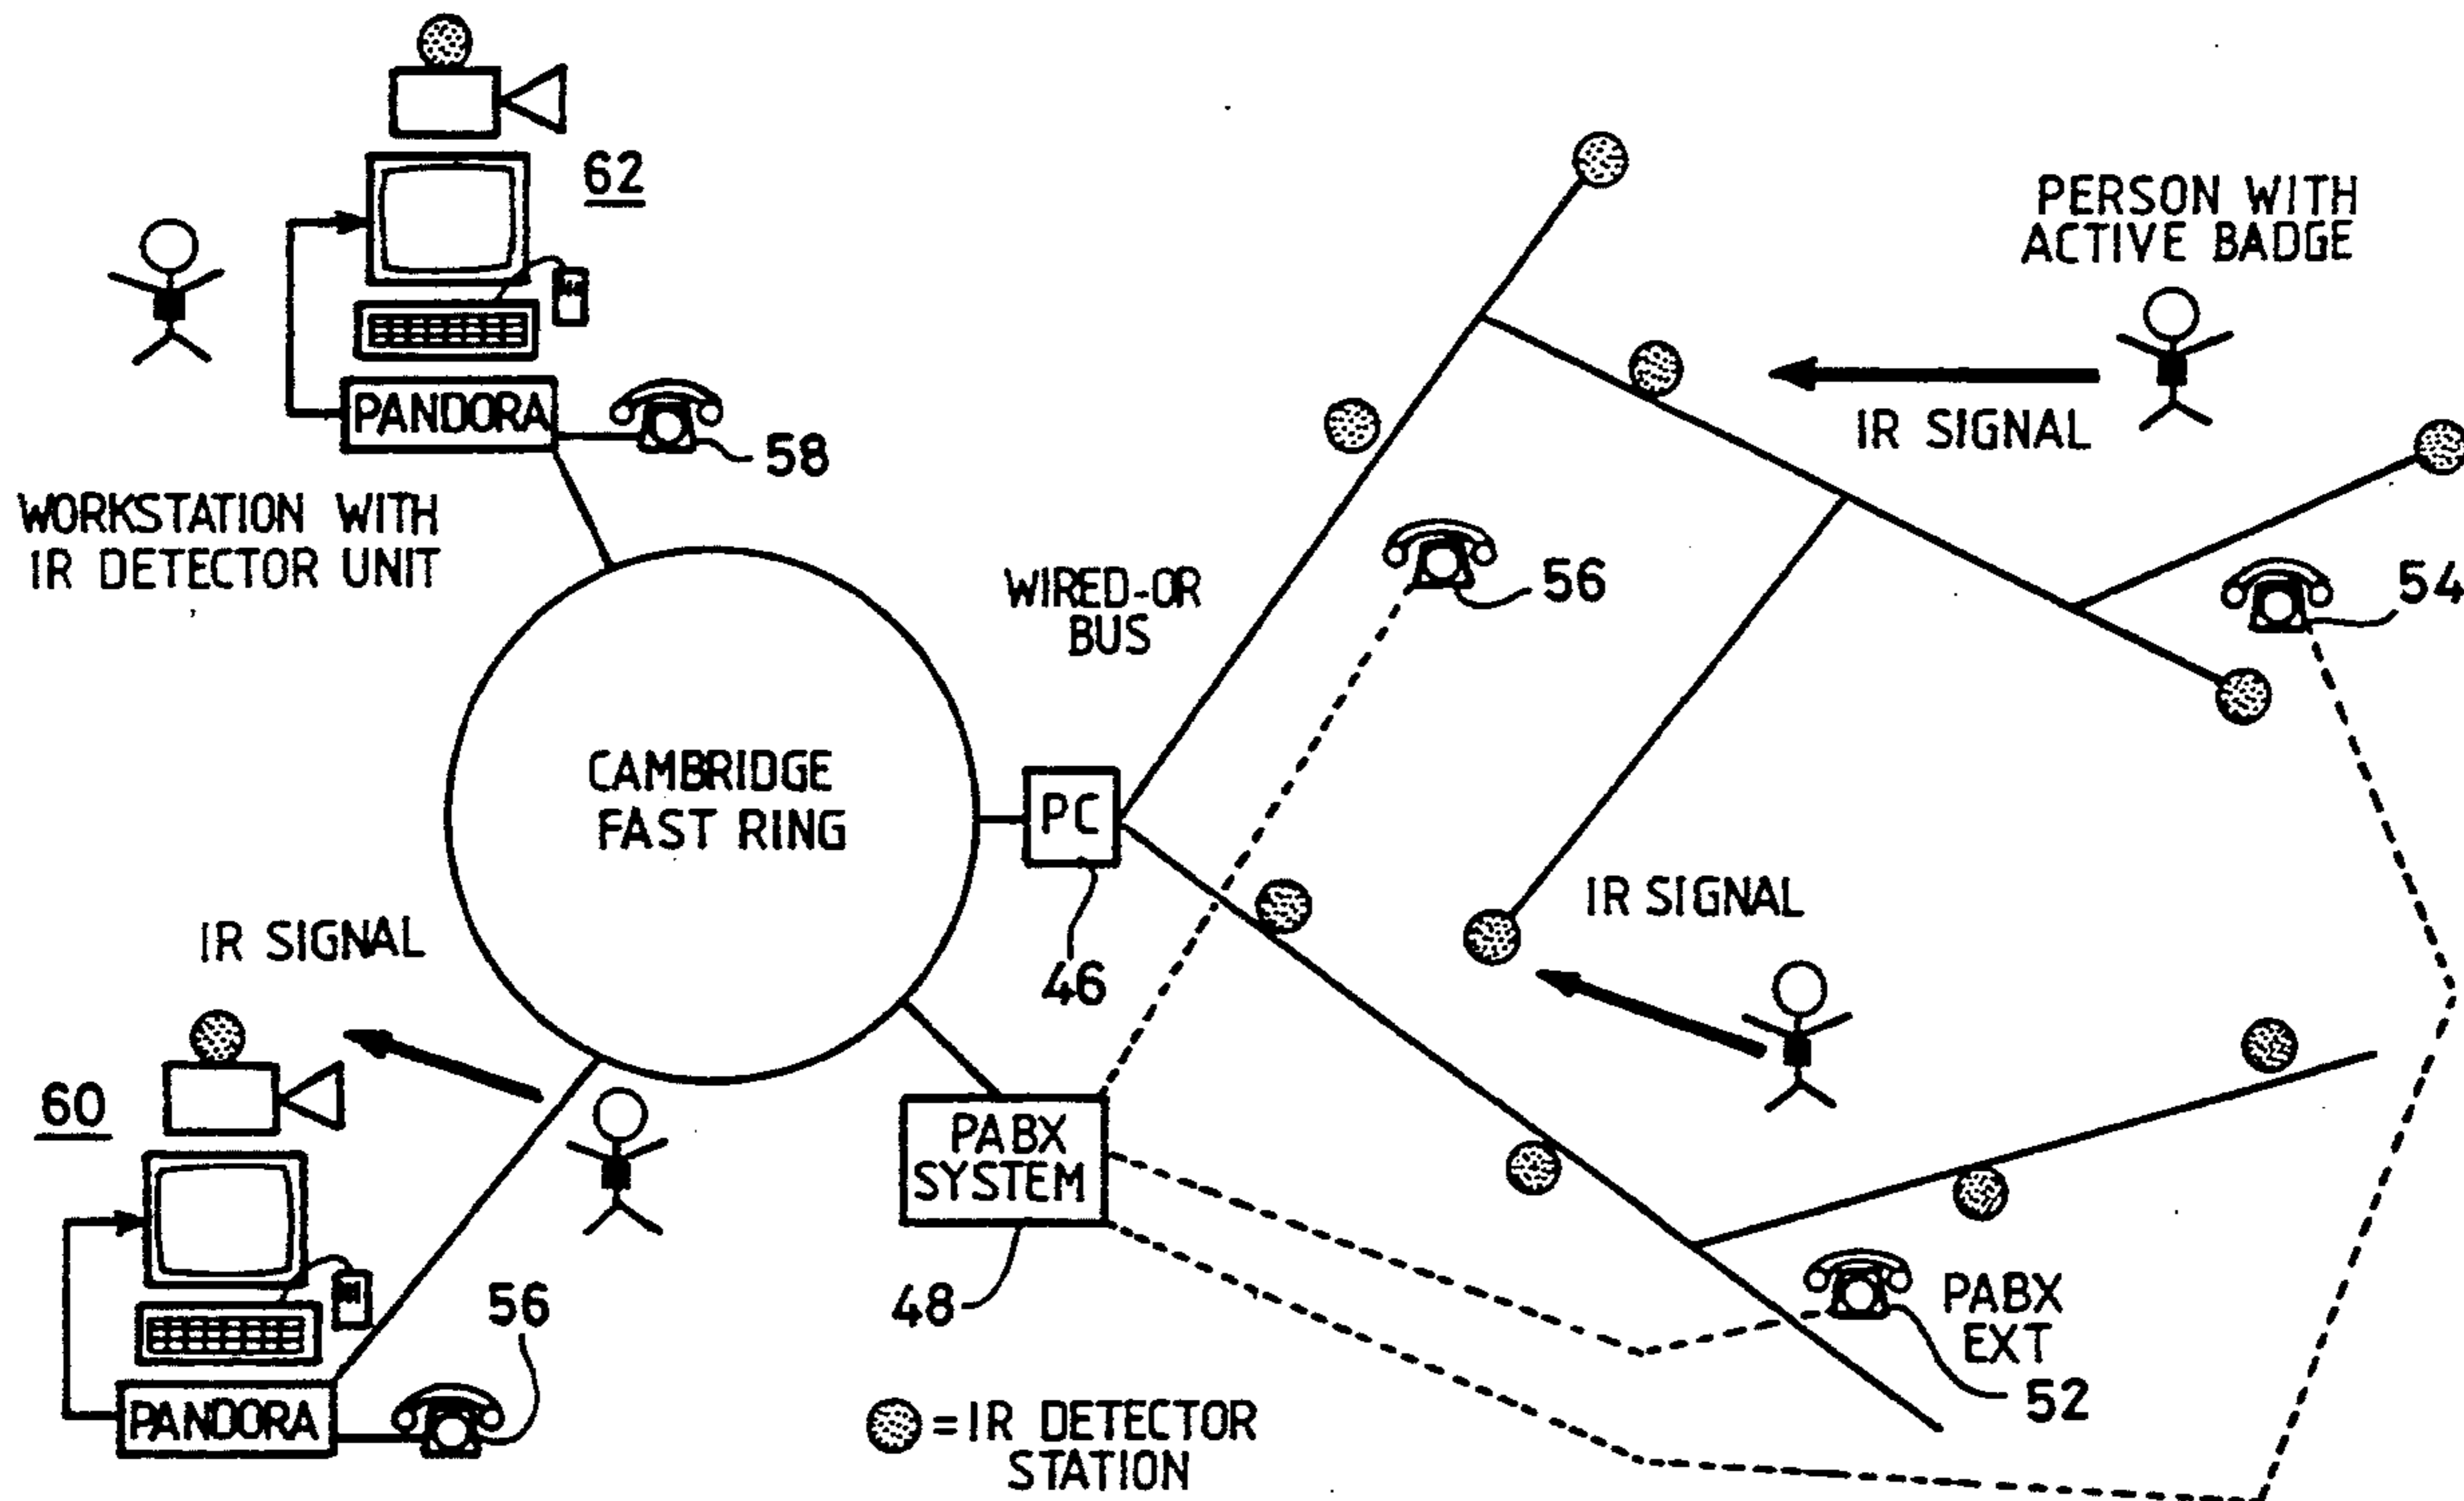 62
PERSON WITH
ACTIVE BADGE
PANDORA
58
IR SIGNAL
WORKSTATION WITH
IR DETECTOR UNIT
WIRED-OR
BUS
56
54
CAMBRIDGE
FAST RING
PC
46
IR SIGNAL
IR SIGNAL
60
PABX
SYSTEM
48
56
PABX
EXT
52
PANDORA
=IR DETECTOR
STATION